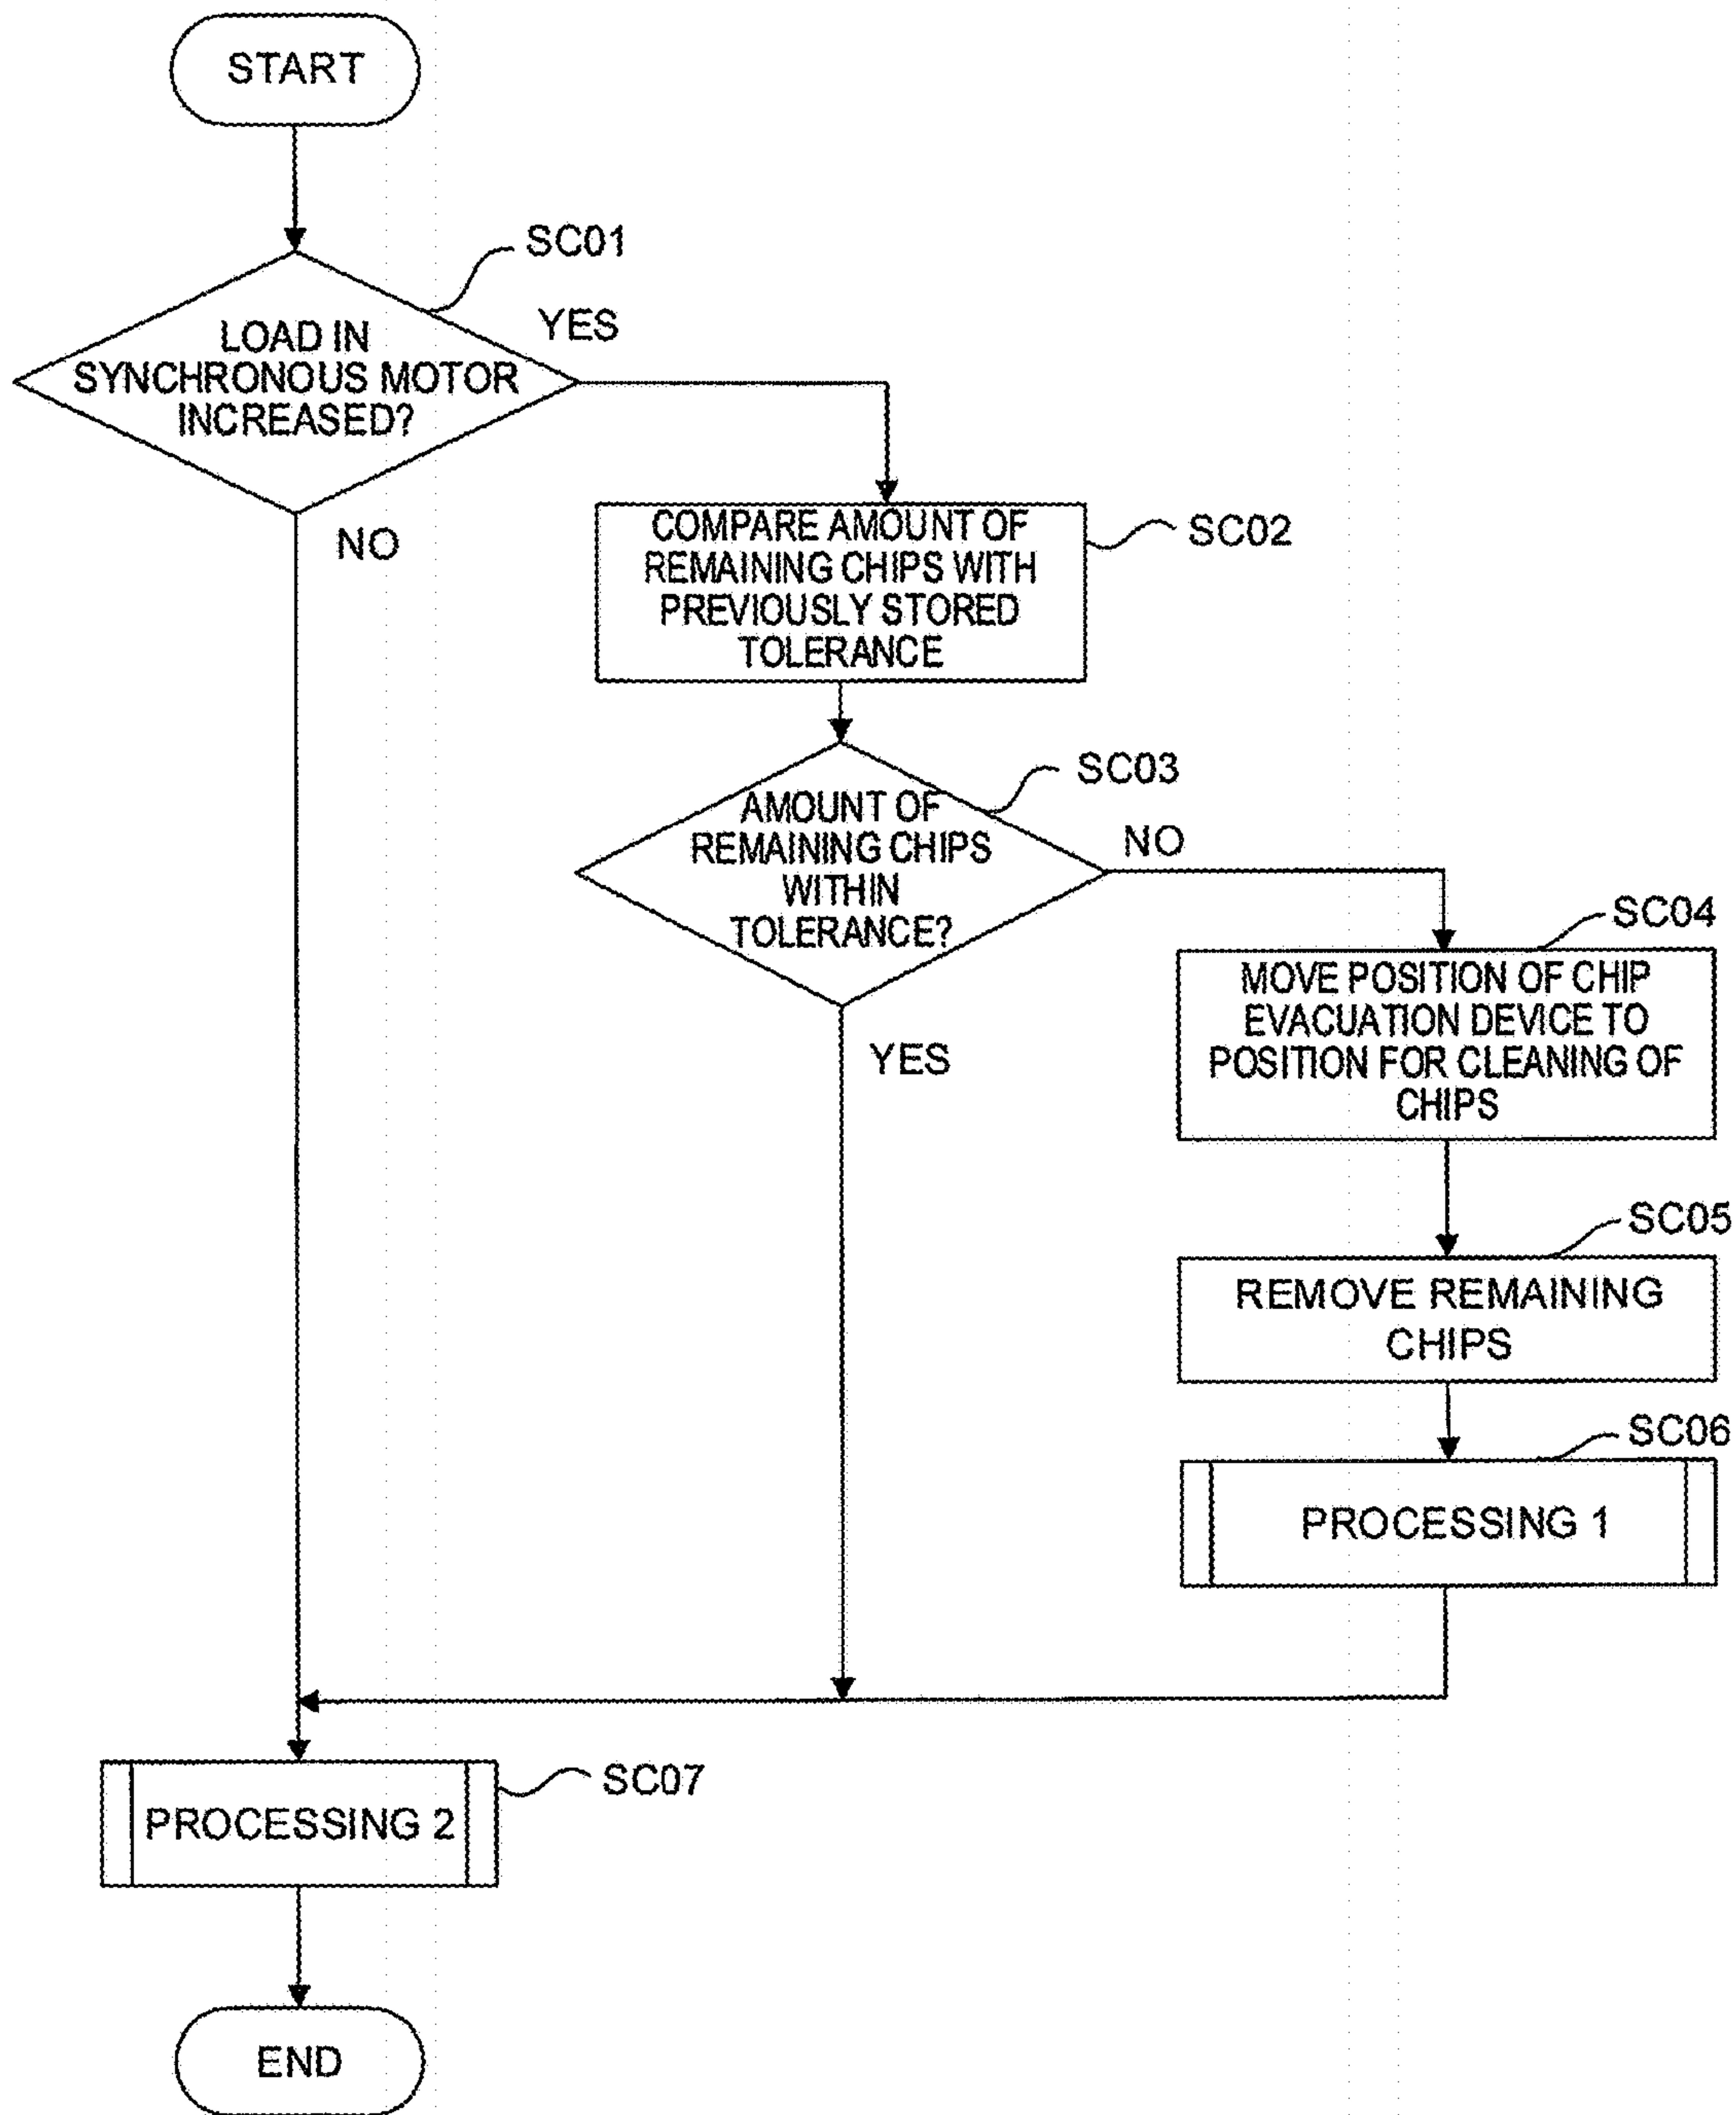 START
SC01
LOAD IN
SYNCHRONOUS MOTOR
INCREASED?
YES
NO
COMPARE AMOUNT OF
REMAINING CHIPS WITH
PREVIOUSLY STORED
TOLERANCE
SC02
SC03
AMOUNT OF
REMAINING CHIPS
WITHIN
TOLERANCE?
NO
YES
SC04
MOVE POSITION OF CHIP
EVACUATION DEVICE TO
POSITION FOR CLEANING OF
CHIPS
SC05
REMOVE REMAINING
CHIPS
SC06
PROCESSING 1
SC07
PROCESSING 2
END